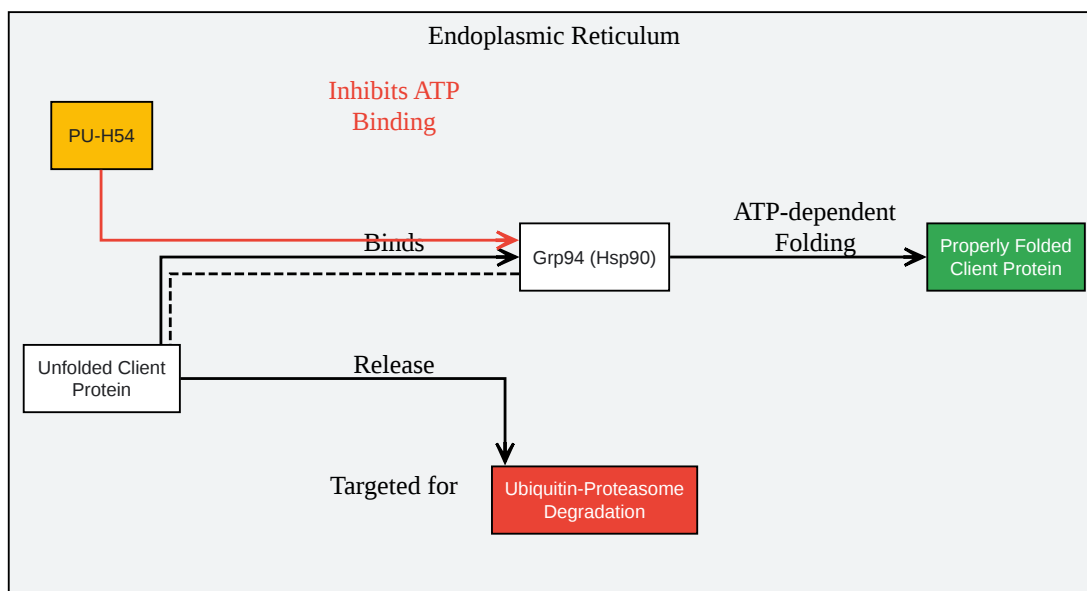 Endoplasmic Reticulum
Inhibits ATP
Binding
PU-H54
Binds
Grp94 (Hsp90)
ATP-dependent
Folding
Properly Folded
Client Protein
Unfolded Client
Protein
Release
Targeted for
Ubiquitin-Proteasome
Degradation